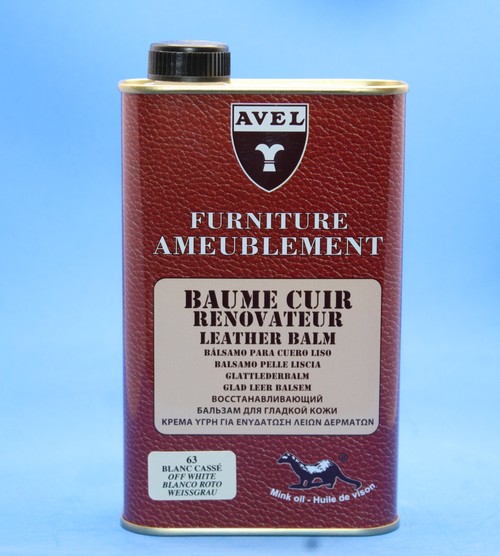 AVEL
FURNITURE
AMEUBLEMENT
BAUME CUIR
RENOVATEUR
LEATHER BALM
BÁLSAMO PARA CUERO LISO
BALSAMO PELLE LISCIA
GLATTLEDERBALM
GLAD LEER BALSEM
ВОССТАНАВЛИВАЮЩИЙ
БАЛЬЗАМ ДЛЯ ГЛАДКОЙ КОЖИ
ΚΡΕΜΑ ΥΓΡΗ ΓΙΑ ΕΝΥΔΑΤΩΣΗ ΛΕΙΩΝ ΔΕΡΜΑΤΩΝ
63
BLANC CASSÉ
OFF WHITE
BLANCO ROTO
WEISSGRAU
®
Mink oil - Huile de vison